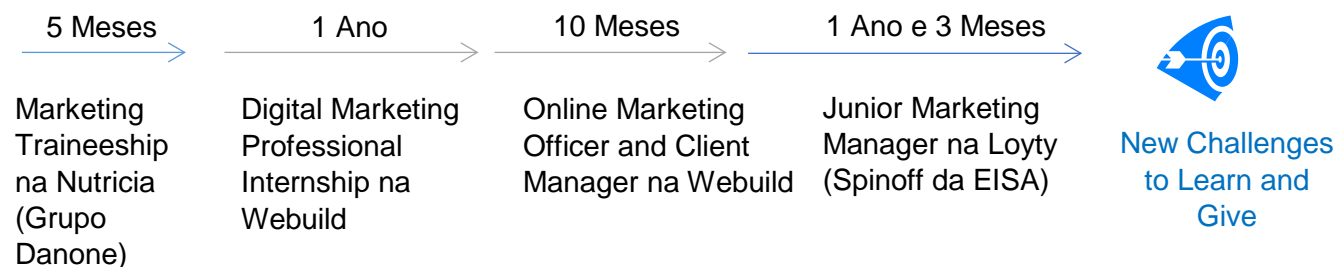 5 Meses
Marketing
Traineeship
na Nutricia
(Grupo
Danone)
1 Ano
Digital Marketing
Professional
Internship na
Webuild
10 Meses
Online Marketing
Officer and Client
Manager na Webuild
1 Ano e 3 Meses
Junior Marketing
Manager na Loyty
(Spinoff da EISA)
New Challenges
to Learn and
Give